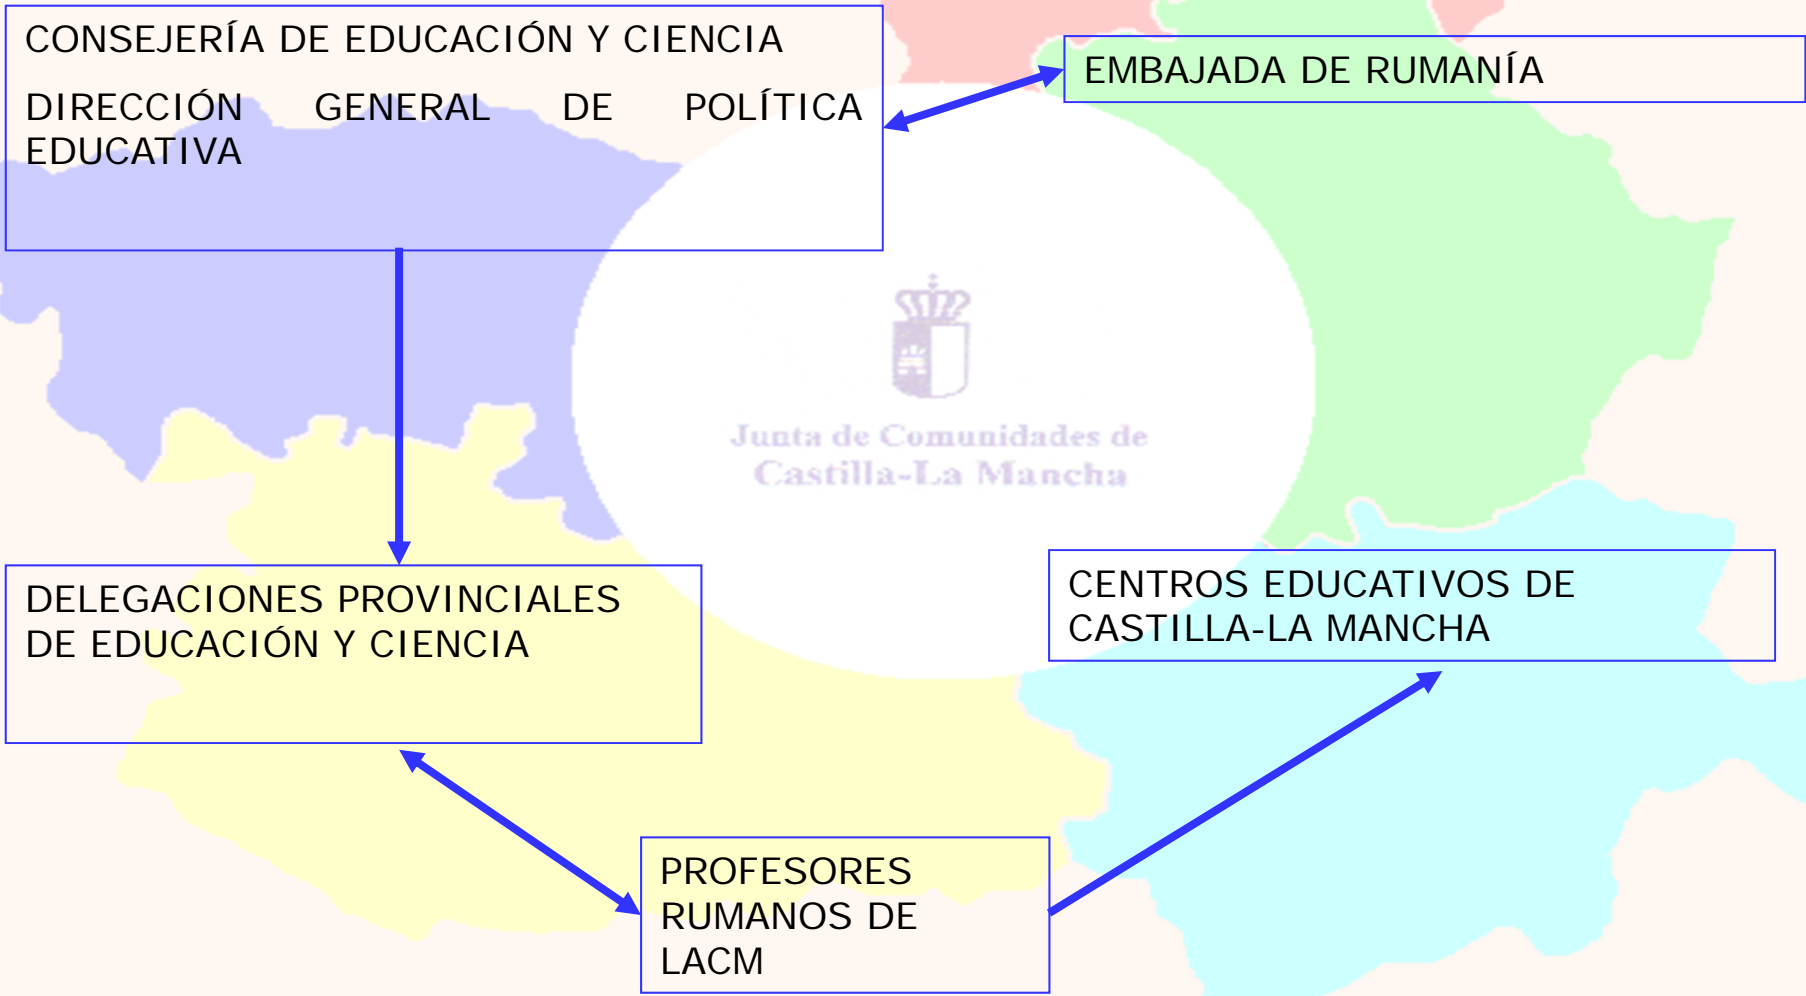 CONSEJERÍA DE EDUCACIÓN Y CIENCIA
DIRECCIÓN GENERAL DE POLÍTICA
EDUCATIVA
EMBAJADA DE RUMANÍA
Junta de Comunidades de
Castilla-La Mancha
DELEGACIONES PROVINCIALES
DE EDUCACIÓN Y CIENCIA
CENTROS EDUCATIVOS DE
CASTILLA-LA MANCHA
PROFESORES
RUMANOS DE
LACM